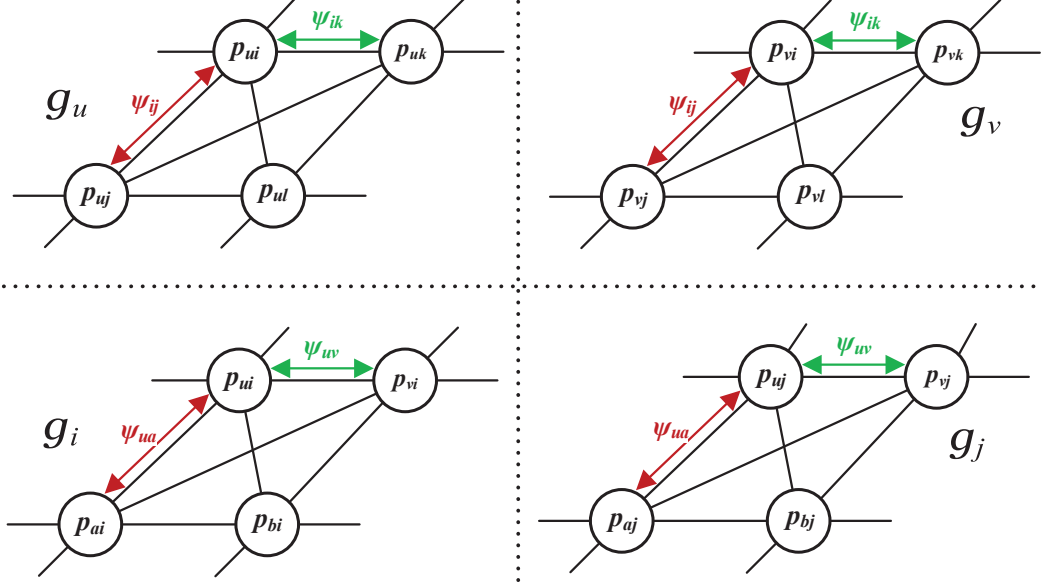 ψik
pui
puk
ψij
gu
puj
pul
ψik
pvi
pvk
ψij
gv
pvj
pvl
ψuv
pui
pvi
gi
ψua
pai
pbi
ψuv
puj
pvj
ψua
gj
paj
pbj